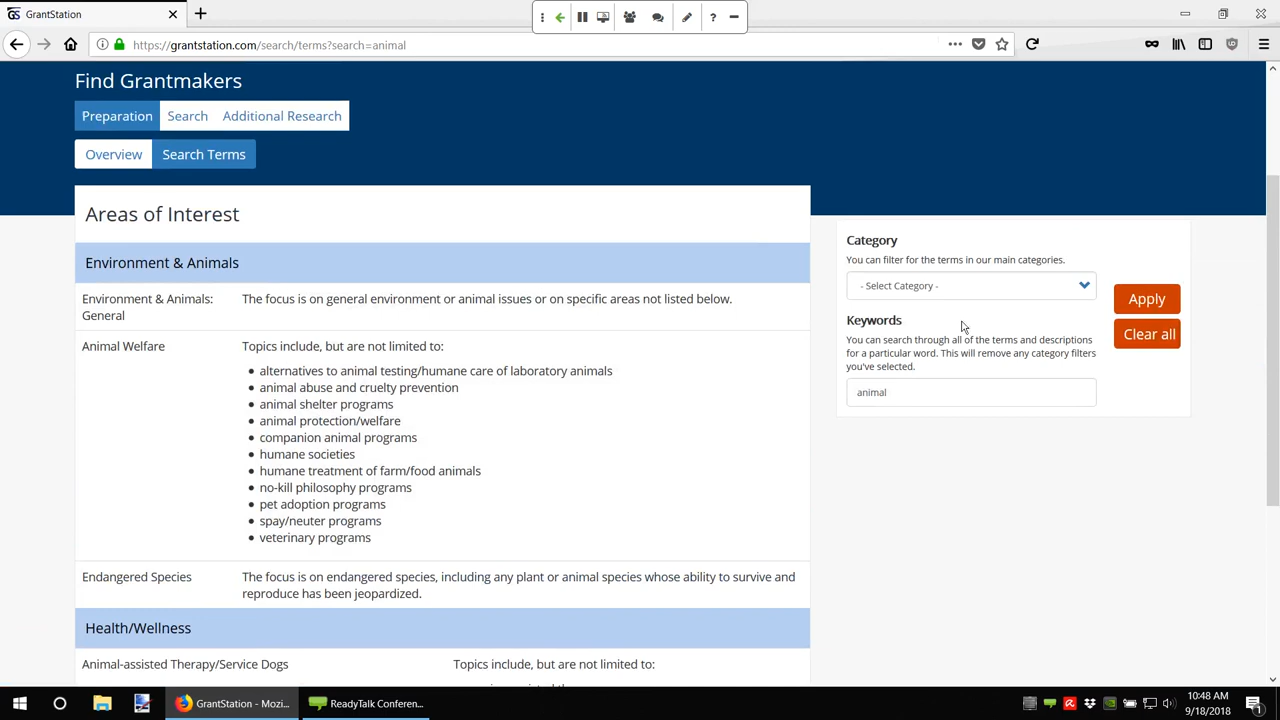 GrantStation
https://grantstation.com/search/terms?search=animal
Find Grantmakers
Preparation Search Additional Research
Overview Search Terms
Areas of Interest
Environment & Animals
Environment & Animals: General
The focus is on general environment or animal issues or on specific areas not listed below.
Animal Welfare
Topics include, but are not limited to:
• alternatives to animal testing/humane care of laboratory animals
• animal abuse and cruelty prevention
• animal shelter programs
• animal protection/welfare
• companion animal programs
• humane societies
• humane treatment of farm/food animals
• no-kill philosophy programs
• pet adoption programs
• spay/neuter programs
• veterinary programs
Endangered Species
The focus is on endangered species, including any plant or animal species whose ability to survive and
reproduce has been jeopardized.
Health/Wellness
Animal-assisted Therapy/Service Dogs
Topics include, but are not limited to:
Category
You can filter for the terms in our main categories.
- Select Category -
Apply
Keywords
Clear all
You can search through all of the terms and descriptions
for a particular word. This will remove any category filters
you've selected.
animal
GrantStation - Mozi...
ReadyTalk Conferen...
10:48 AM
9/18/2018